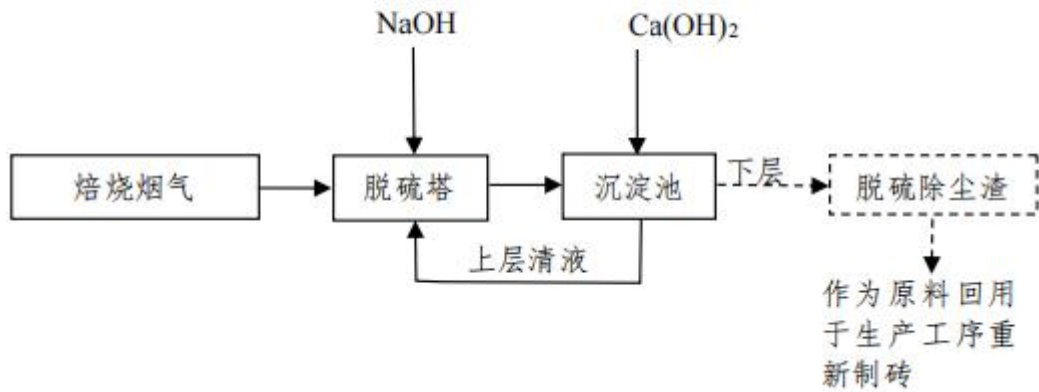 NaOH
Ca(OH)₂
焙烧烟气
脱硫塔
沉淀池
下层
脱硫除尘渣
上层清液
作为原料回用
于生产工序重
新制砖